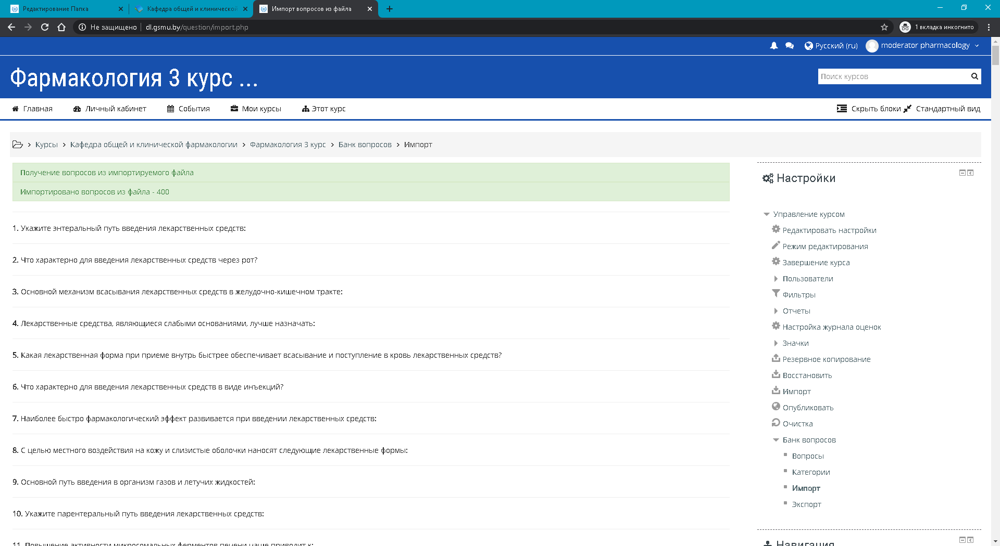 Редактирование Папка
Кафедра общей и клинической
Импорт вопросов из файла
Не защищено
dl.gsmu.by/question/import.php
1 вкладка инкогнито
Русский (ru)
moderator pharmacology
Фармакология 3 курс ...
Поиск курсов
Главная
Личный кабинет
События
Мои курсы
Этот курс
Скрыть блоки
Стандартный вид
Курсы > Кафедра общей и клинической фармакологии > Фармакология 3 курс > Банк вопросов > Импорт
Получение вопросов из импортируемого файла
Импортировано вопросов из файла - 400
1. Укажите энтеральный путь введения лекарственных средств:
2. Что характерно для введения лекарственных средств через рот?
3. Основной механизм всасывания лекарственных средств в желудочно-кишечном тракте:
4. Лекарственные средства, являющиеся слабыми основаниями, лучше назначать:
5. Какая лекарственная форма при приеме внутрь быстрее обеспечивает всасывание и поступление в кровь лекарственных средств?
6. Что характерно для введения лекарственных средств в виде инъекций?
7. Наиболее быстро фармакологический эффект развивается при введении лекарственных средств:
8. С целью местного воздействия на кожу и слизистые оболочки наносят следующие лекарственные формы:
9. Основной путь введения в организм газов и летучих жидкостей:
10. Укажите парентеральный путь введения лекарственных средств:
11. Повышение активности микросомальных ферментов печени чаще приводит к:
Настройки
Управление курсом
Редактировать настройки
Режим редактирования
Завершение курса
Пользователи
Фильтры
Отчеты
Настройка журнала оценок
Значки
Резервное копирование
Восстановить
Импорт
Опубликовать
Очистка
Банк вопросов
Вопросы
Категории
Импорт
Экспорт
Навигация